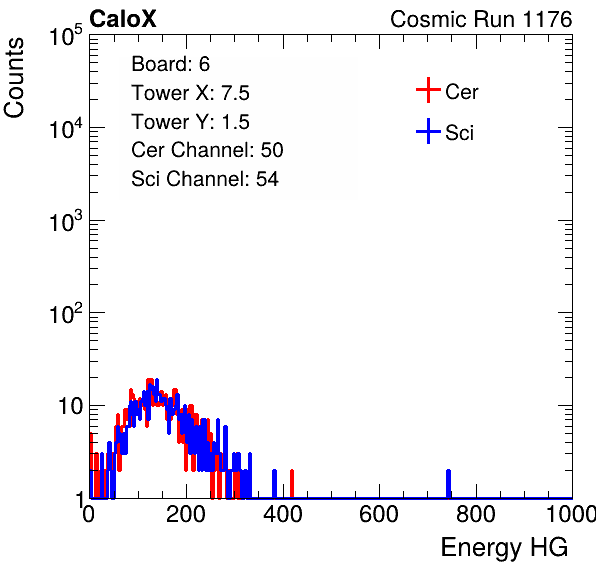 CaloX Cosmic Run 1176
Counts
10^5
10^4
10^3
10^2
10
1
Board: 6
Tower X: 7.5
Tower Y: 1.5
Cer Channel: 50
Sci Channel: 54
Cer
Sci
0 200 400 600 800 1000
Energy HG